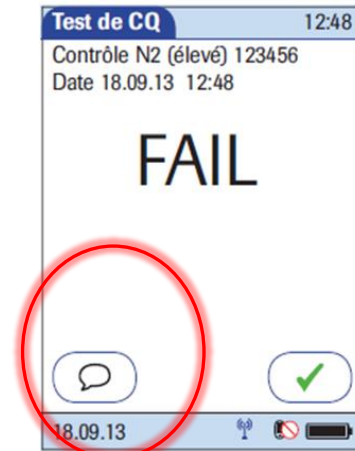 Test de CQ 12:48
Contrôle N2 (élevé) 123456
Date 18.09.13 12:48
FAIL
18.09.13